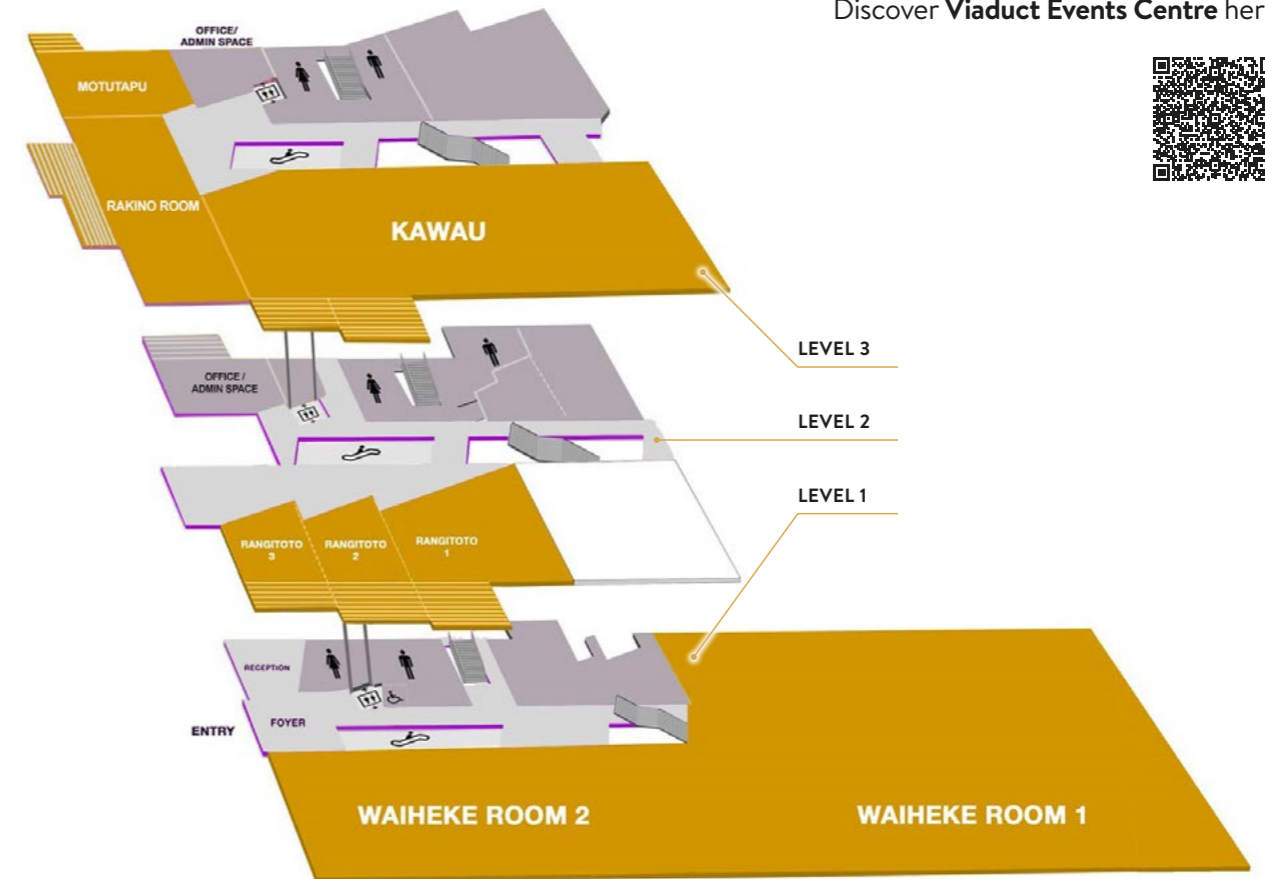 Discover Viaduct Events Centre her
OFFICE/
ADMIN SPACE
MOTUTAPU
RAKINO ROOM
KAWAU
LEVEL 3
OFFICE /
ADMIN SPACE
LEVEL 2
LEVEL 1
RANGITOTO
3
RANGITOTO
2
RANGITOTO
1
RECEPTION
ENTRY
FOYER
WAIHEKE ROOM 2
WAIHEKE ROOM 1